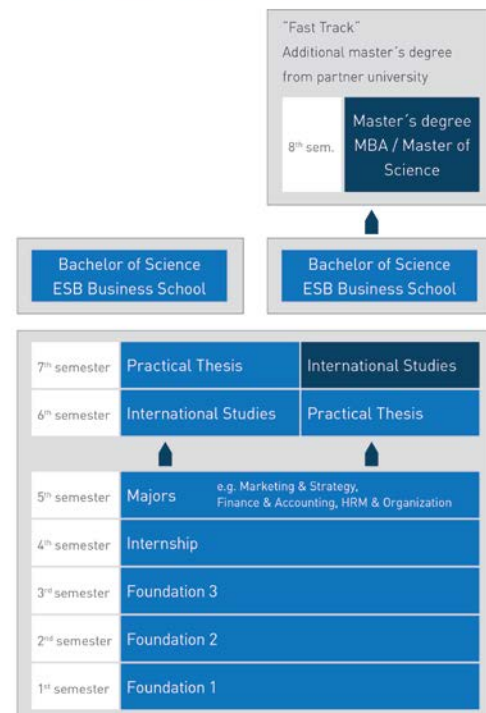 "Fast Track"
Additional master´s degree
from partner university
8th sem.
Master´s degree
MBA / Master of
Science
Bachelor of Science
ESB Business School
Bachelor of Science
ESB Business School
7th semester
Practical Thesis
International Studies
6th semester
International Studies
Practical Thesis
5th semester
Majors
e.g. Marketing & Strategy,
Finance & Accounting, HRM & Organization
4th semester
Internship
3rd semester
Foundation 3
2nd semester
Foundation 2
1st semester
Foundation 1